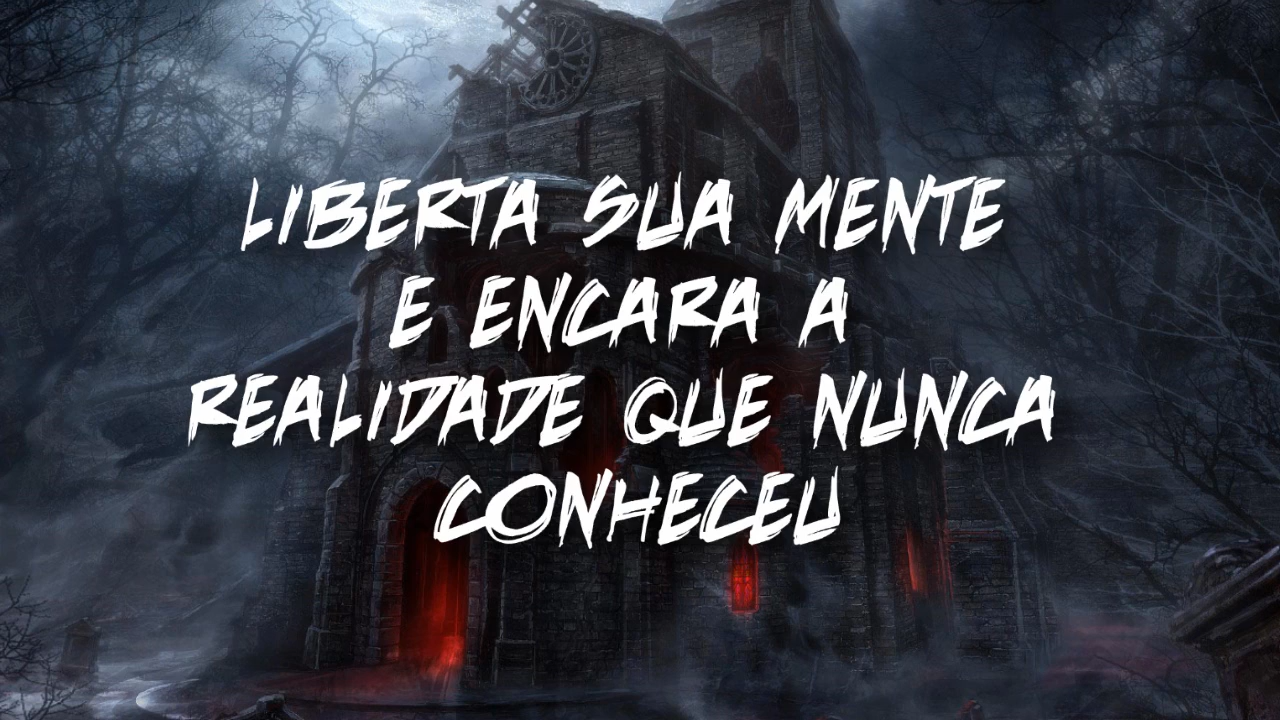 LIBERTA SUA MENTE
E ENCARA A
REALIDADE QUE NUNCA
CONHECEU